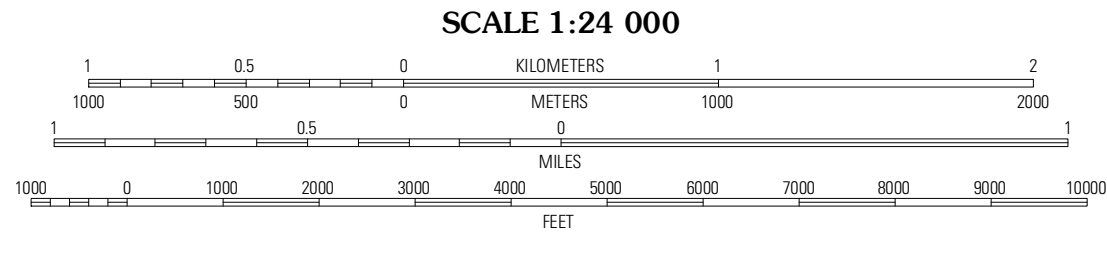 SCALE 1:24 000
1 0.5 0 KILOMETERS 1 2
1000 500 0 METERS 1000 2000
1 0.5 0 1
MILES
1000 0 1000 2000 3000 4000 5000 6000 7000 8000 9000 10000
FEET